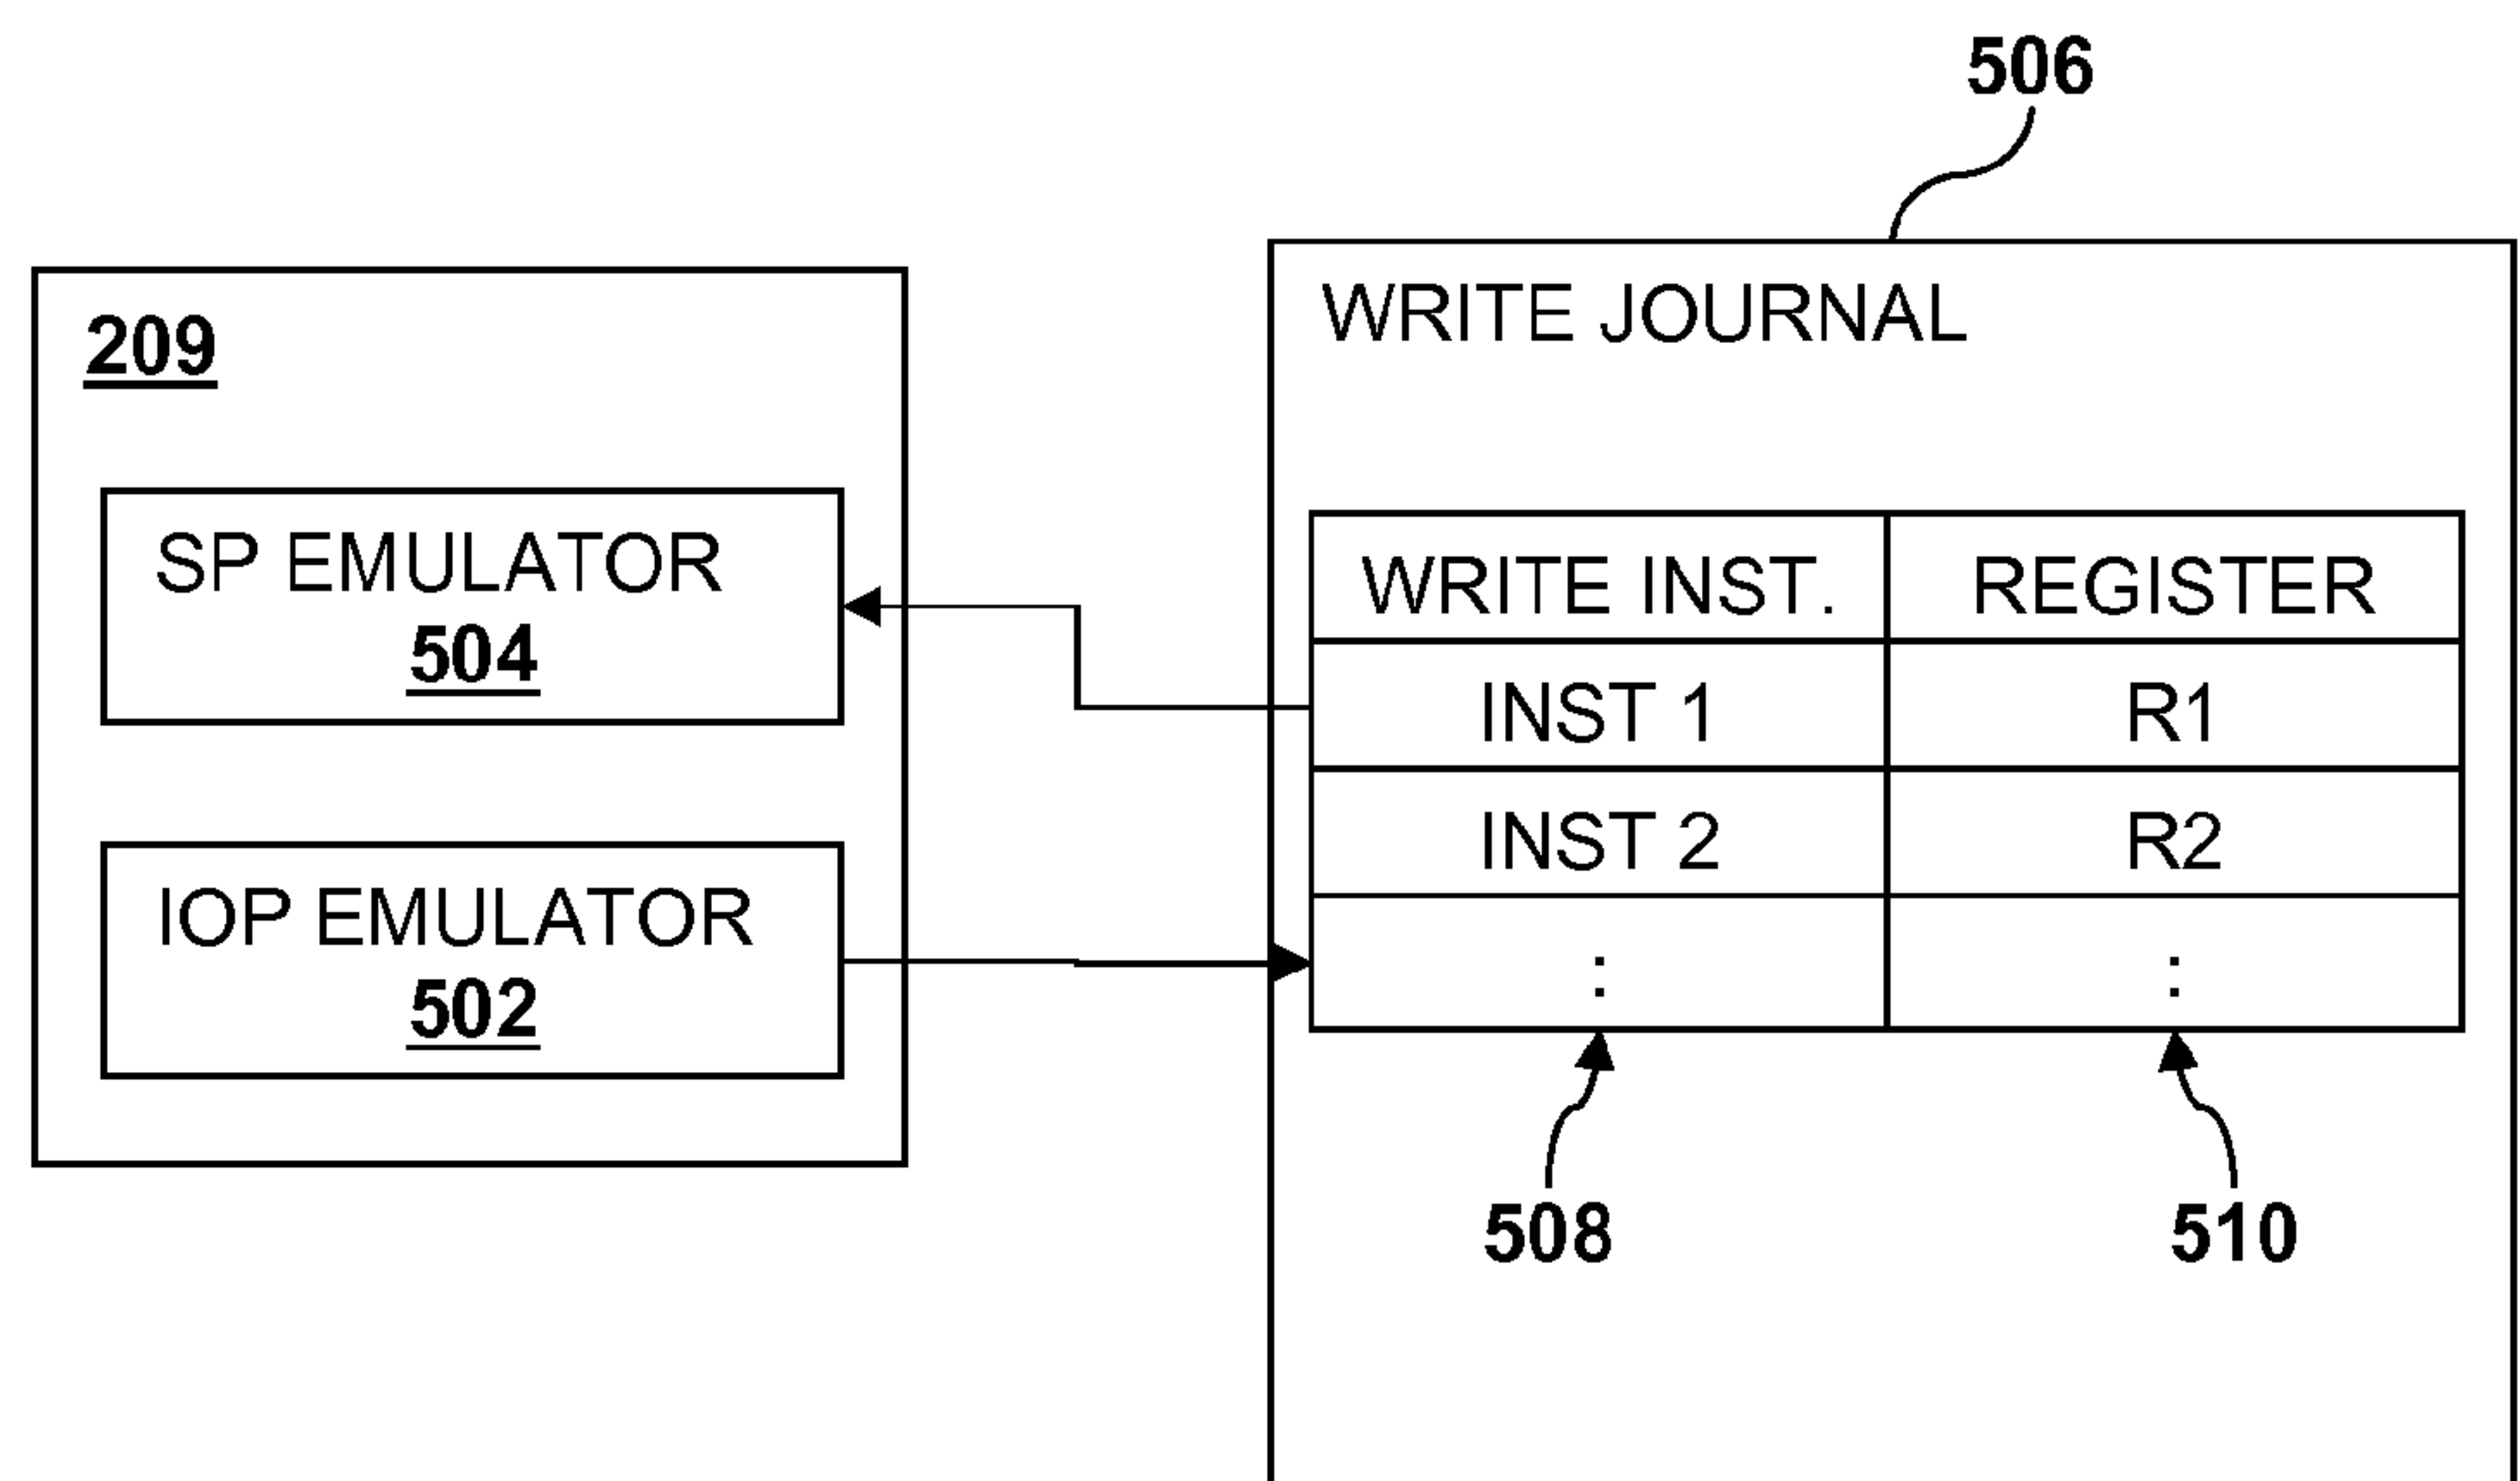 506
209
SP EMULATOR
504
IOP EMULATOR
502
WRITE JOURNAL
WRITE INST. REGISTER
INST 1 R1
INST 2 R2
: :
508 510